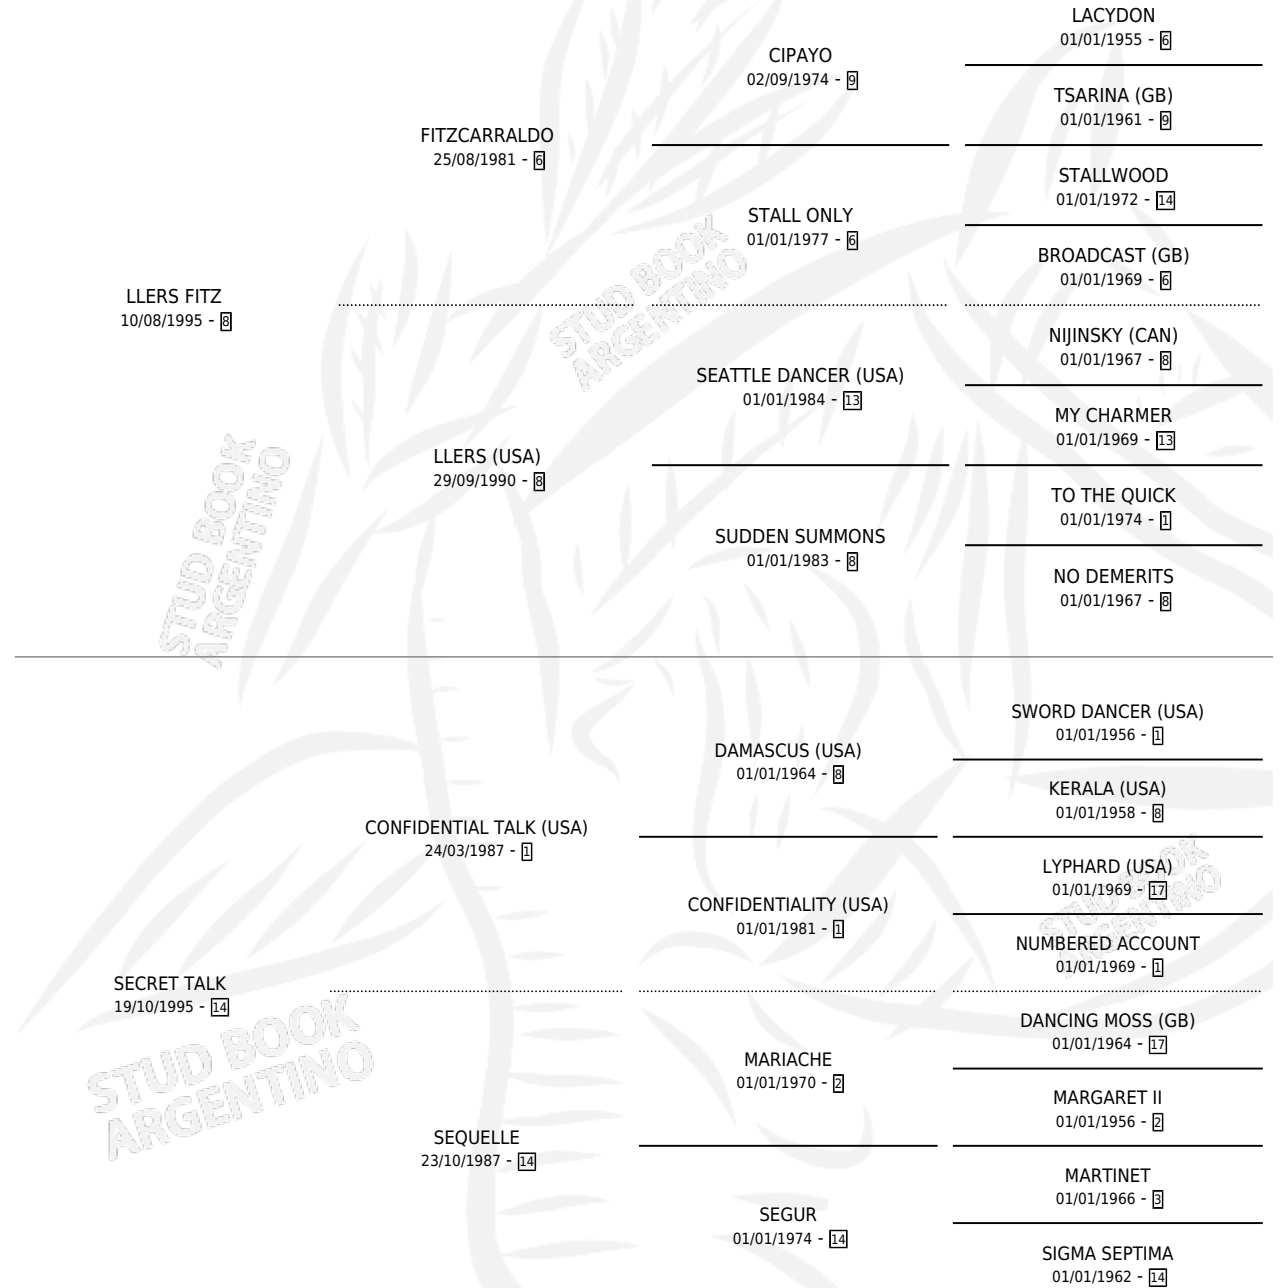 LACYDON
01/01/1955 - 6
CIPAYO
02/09/1974 - 9
TSARINA (GB)
01/01/1961 - 9
FITZCARRALDO
25/08/1981 - 6
STALLWOOD
01/01/1972 - 14
STALL ONLY
01/01/1977 - 6
BROADCAST (GB)
01/01/1969 - 6
LLERS FITZ
10/08/1995 - 8
NIJINSKY (CAN)
01/01/1967 - 8
SEATTLE DANCER (USA)
01/01/1984 - 13
MY CHARMER
01/01/1969 - 13
LLERS (USA)
29/09/1990 - 8
TO THE QUICK
01/01/1974 - 1
SUDDEN SUMMONS
01/01/1983 - 8
NO DEMERITS
01/01/1967 - 8
SWORD DANCER (USA)
01/01/1956 - 1
DAMASCUS (USA)
01/01/1964 - 8
KERALA (USA)
01/01/1958 - 8
CONFIDENTIAL TALK (USA)
24/03/1987 - 1
LYPHARD (USA)
01/01/1969 - 17
CONFIDENTIALITY (USA)
01/01/1981 - 1
NUMBERED ACCOUNT
01/01/1969 - 1
SECRET TALK
19/10/1995 - 14
DANCING MOSS (GB)
01/01/1964 - 17
MARIACHE
01/01/1970 - 2
MARGARET II
01/01/1956 - 2
SEQUELLE
23/10/1987 - 14
MARTINET
01/01/1966 - 3
SEGUR
01/01/1974 - 14
SIGMA SEPTIMA
01/01/1962 - 14
STUD BOOK
ARGENTINO
STUD BOOK
ARGENTINO
STUD BOOK
ARGENTINO
STUD BOOK
ARGENTINO